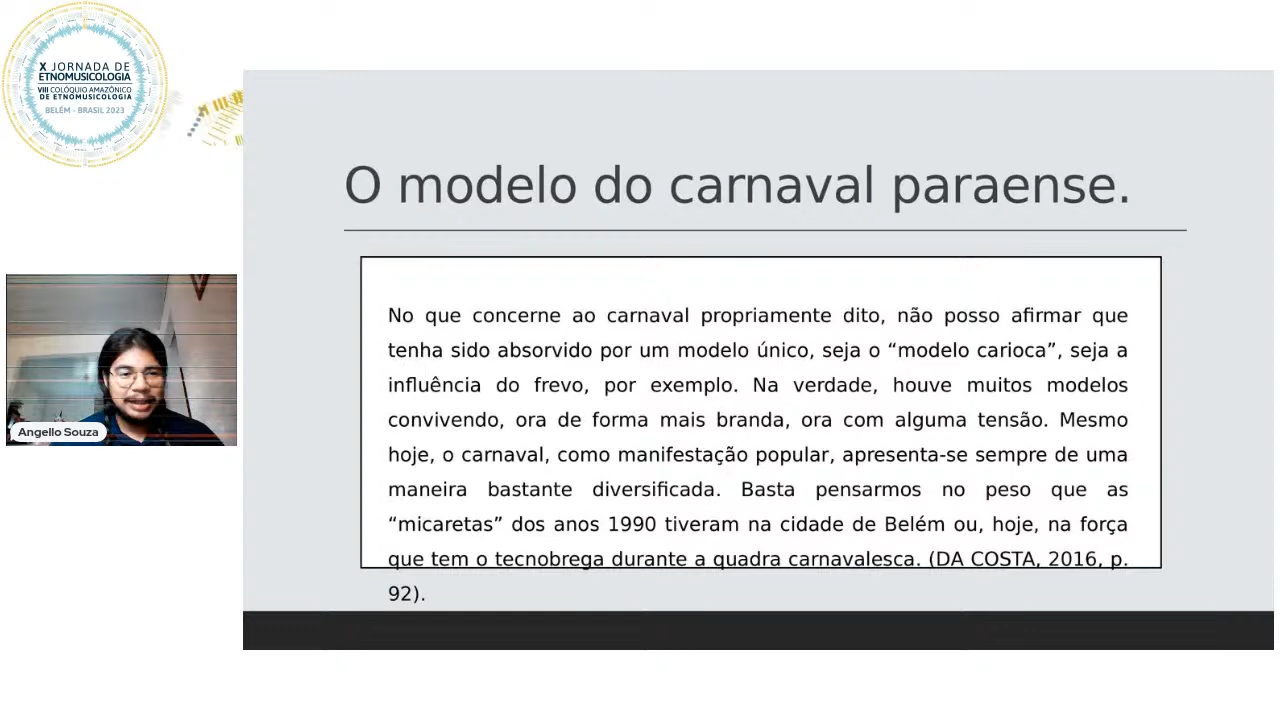 X JORNADA DE
ETNOMUSICOLOGIA
VIII COLÓQUIO AMAZÔNICO
DE ETNOMUSICOLOGIA
BELÉM - BRASIL 2023
O modelo do carnaval paraense.
No que concerne ao carnaval propriamente dito, não posso afirmar que
tenha sido absorvido por um modelo único, seja o “modelo carioca”, seja a
influência do frevo, por exemplo. Na verdade, houve muitos modelos
convivendo, ora de forma mais branda, ora com alguma tensão. Mesmo
hoje, o carnaval, como manifestação popular, apresenta-se sempre de uma
maneira bastante diversificada. Basta pensarmos no peso que as
“micaretas” dos anos 1990 tiveram na cidade de Belém ou, hoje, na força
que tem o tecnobrega durante a quadra carnavalesca. (DA COSTA, 2016, p.
92).
Angello Souza